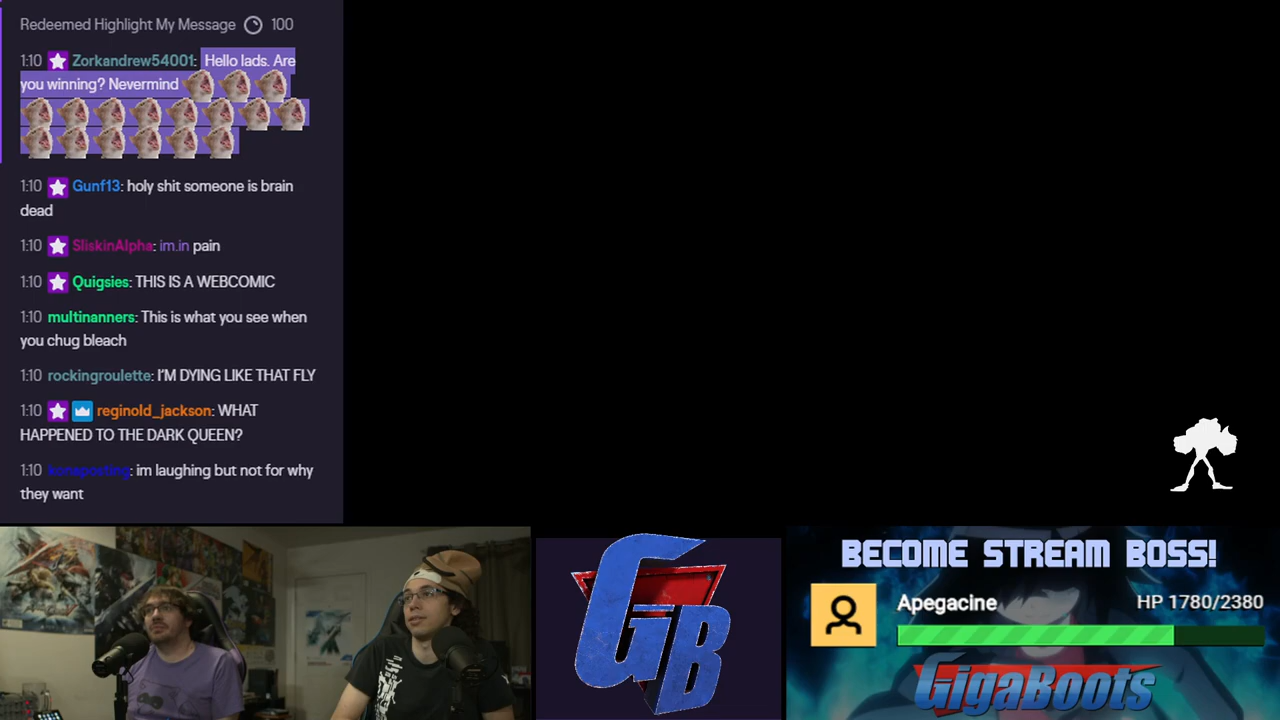 Redeemed Highlight My Message 100
1:10 Zorkandrew54001: Hello lads. Are
you winning? Nevermind
1:10 Gunf13: holy shit someone is brain
dead
1:10 SliskinAlpha: im.in pain
1:10 Quigsies: THIS IS A WEBCOMIC
1:10 multinanners: This is what you see when
you chug bleach
1:10 rockingroulette: I'M DYING LIKE THAT FLY
1:10 reginold_jackson: WHAT
HAPPENED TO THE DARK QUEEN?
1:10 konaposting: im laughing but not for why
they want
GB
BECOME STREAM BOSS!
Apegacine HP 1780/2380
GIGABOOTS